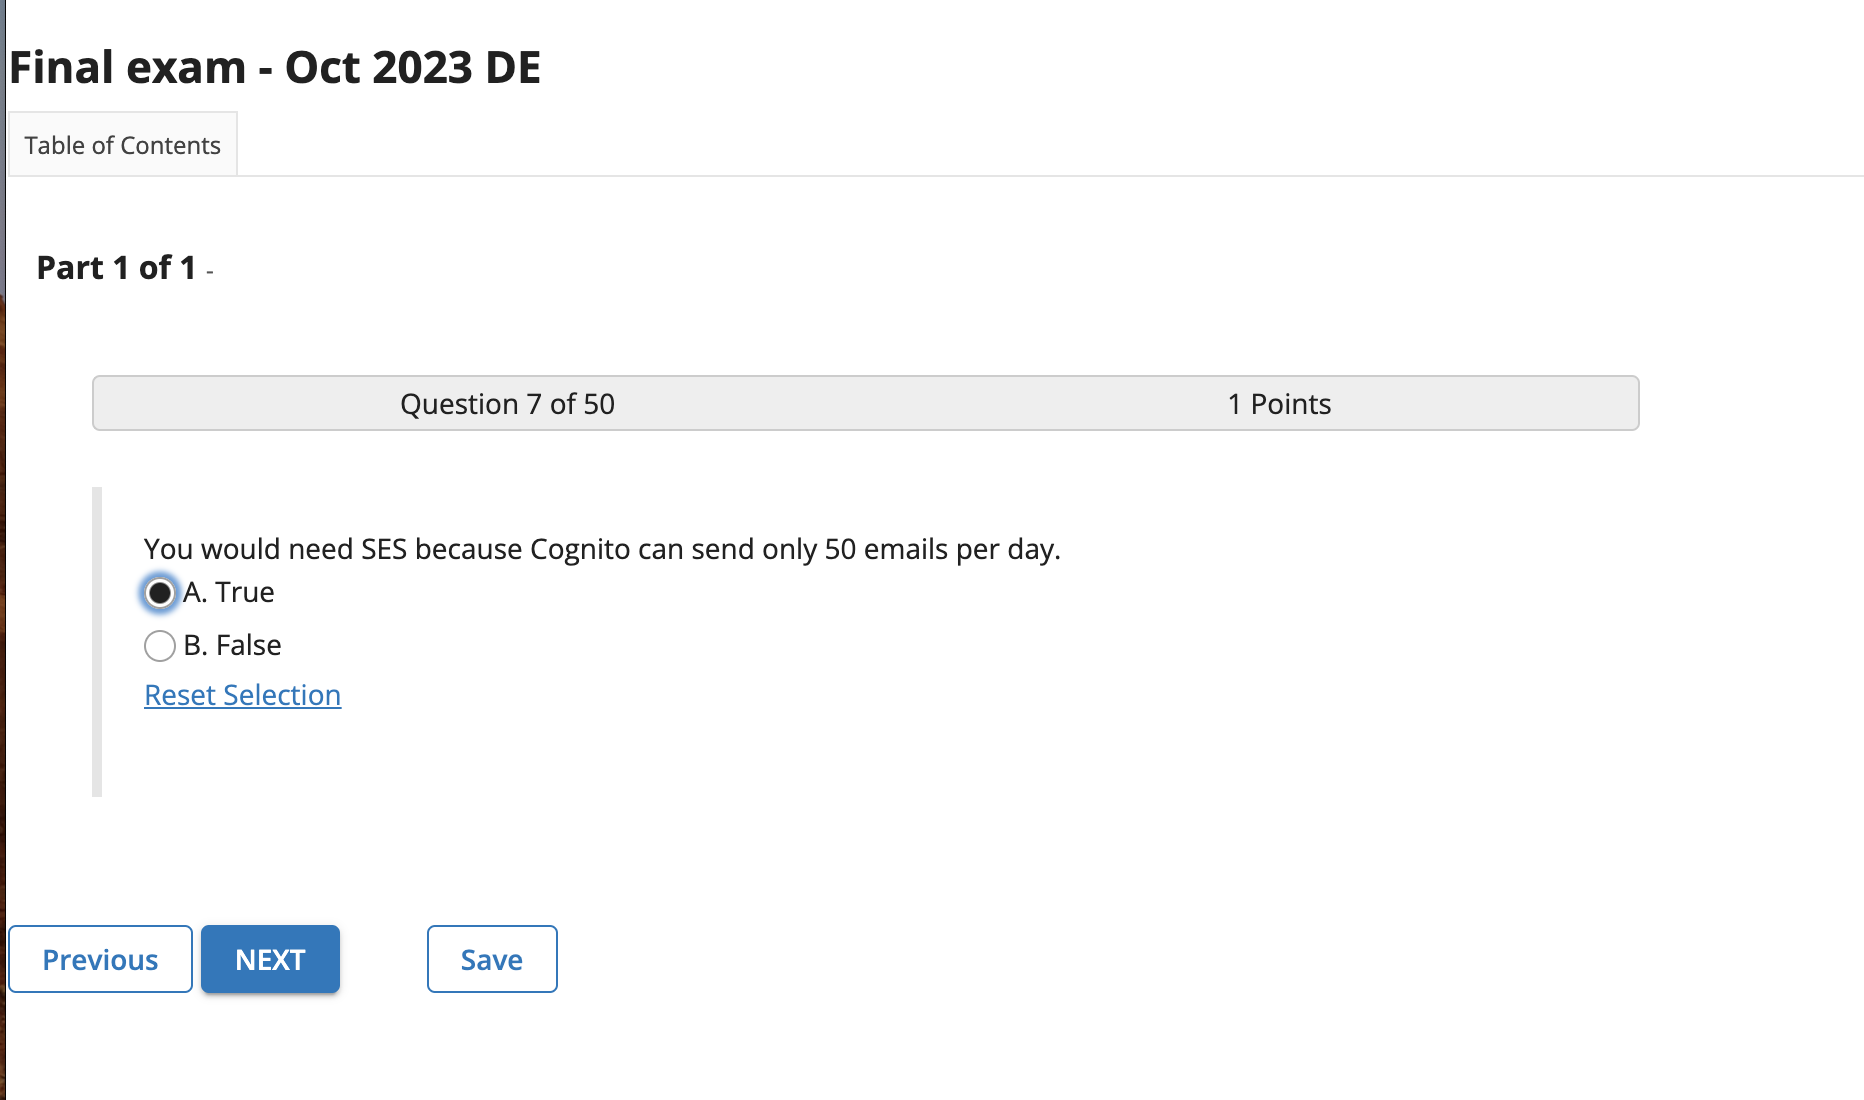 Final exam - Oct 2023 DE
Table of Contents
Part 1 of 1 -
Question 7 of 50 1 Points
You would need SES because Cognito can send only 50 emails per day.
A. True
B. False
Reset Selection
Previous NEXT Save